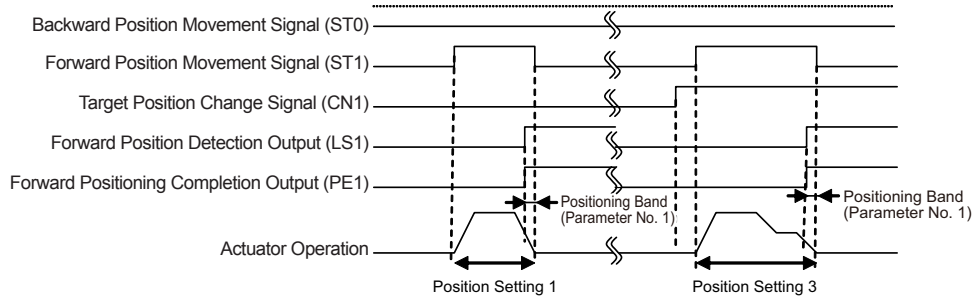 Backward Position Movement Signal (ST0)
Forward Position Movement Signal (ST1)
Target Position Change Signal (CN1)
Forward Position Detection Output (LS1)
Forward Positioning Completion Output (PE1)
Positioning Band
(Parameter No. 1)
Positioning Band
(Parameter No. 1)
Actuator Operation
Position Setting 1
Position Setting 3